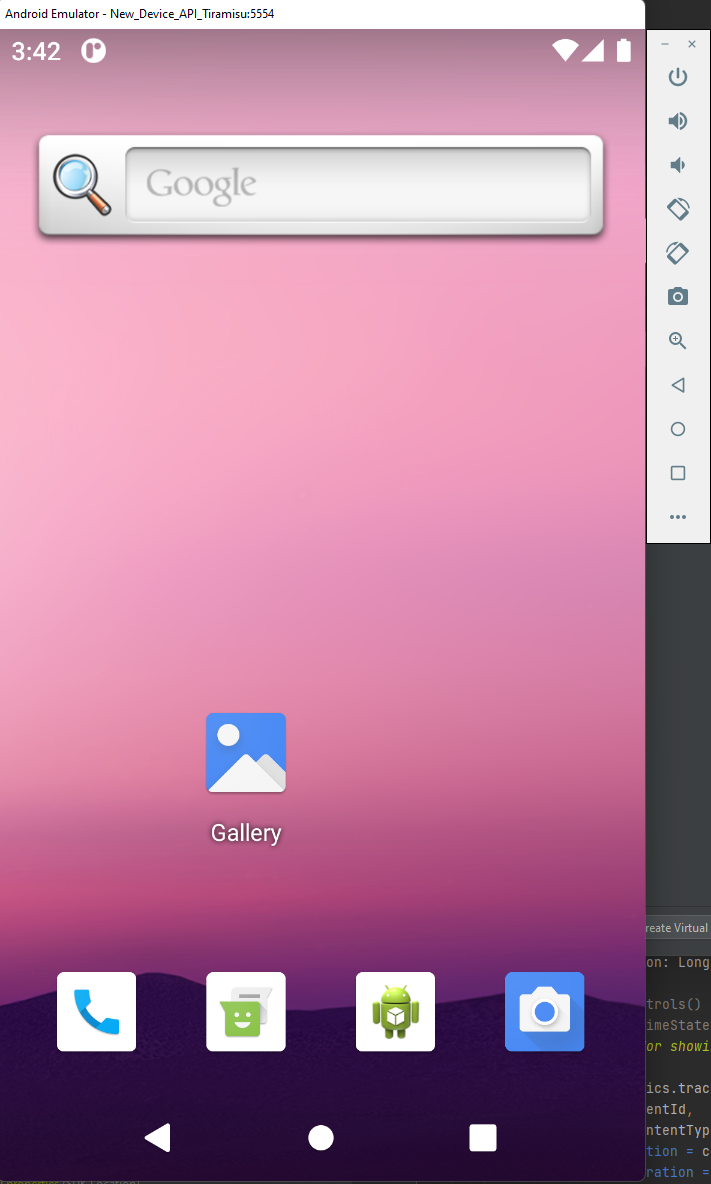 Android Emulator - New_Device_API_Tiramisu:5554
3:42
Google
Gallery
reate Virtual
on: Long
trols()
imeState
or showi
ics.trac
entId,
ntentTyp
tion = c
ration =